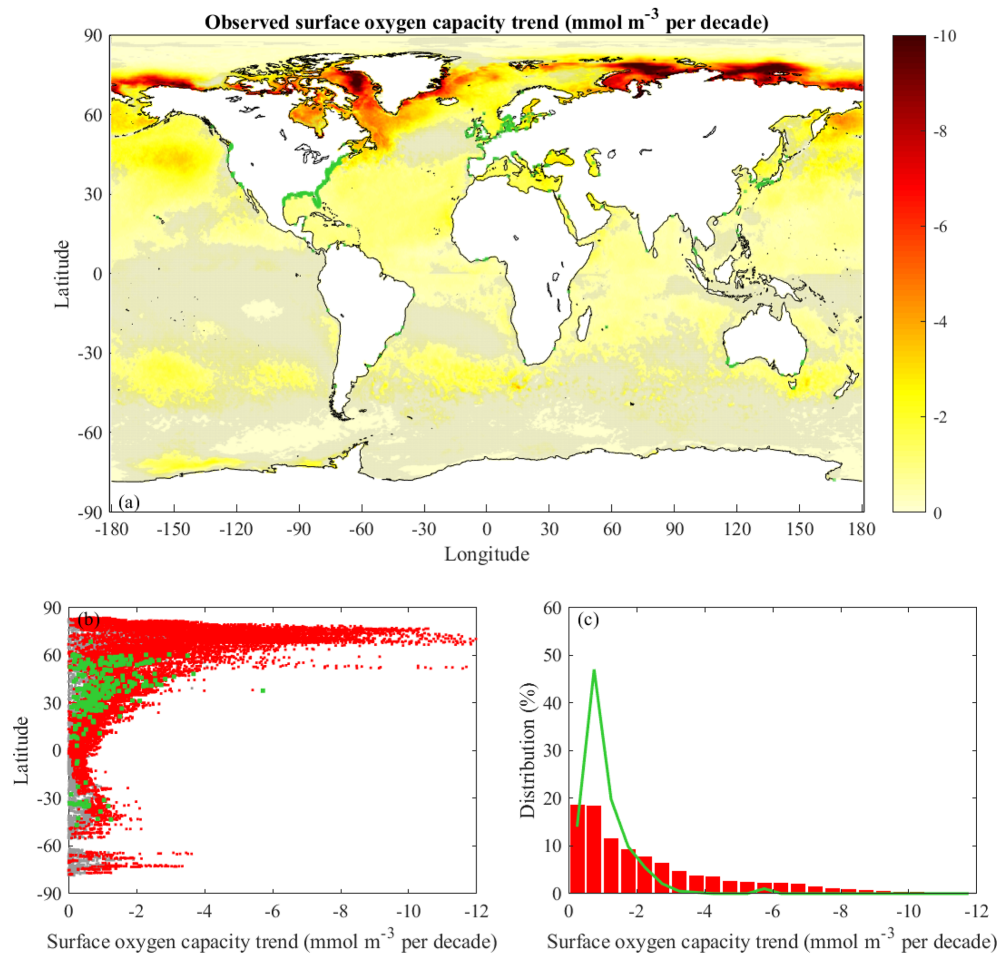 Observed surface oxygen capacity trend (mmol m-3 per decade)
90
60
30
0
-30
-60
-90
Latitude
(a)
-180 -150 -120 -90 -60 -30 0 30 60 90 120 150 180
Longitude
-10
-8
-6
-4
-2
0
(b)
90
60
30
0
-30
-60
-90
Latitude
0 -2 -4 -6 -8 -10 -12
Surface oxygen capacity trend (mmol m-3 per decade)
(c)
60
50
40
30
20
10
0
Distribution (%)
0 -2 -4 -6 -8 -10 -12
Surface oxygen capacity trend (mmol m-3 per decade)